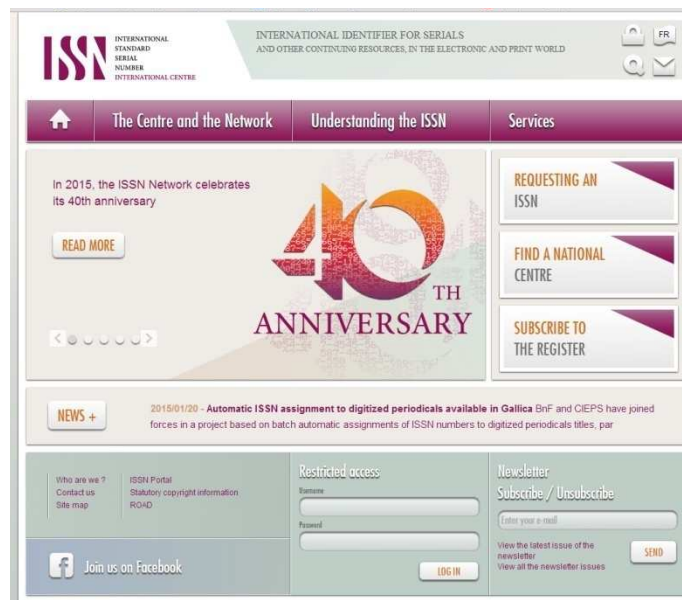 ISSN
INTERNATIONAL
STANDARD
SERIAL
NUMBER
INTERNATIONAL CENTRE
INTERNATIONAL IDENTIFIER FOR SERIALS
AND OTHER CONTINUING RESOURCES, IN THE ELECTRONIC AND PRINT WORLD
FR
The Centre and the Network
Understanding the ISSN
Services
In 2015, the ISSN Network celebrates
its 40th anniversary
READ MORE
40
TH
ANNIVERSARY
REQUESTING AN
ISSN
FIND A NATIONAL
CENTRE
SUBSCRIBE TO
THE REGISTER
NEWS +
2015/01/20 - Automatic ISSN assignment to digitized periodicals available in Gallica BnF and CIEPS have joined
forces in a project based on batch automatic assignments of ISSN numbers to digitized periodicals titles, par
Who are we ?
Contact us
Site map
ISSN Portal
Statutory copyright information
ROAD
Join us on Facebook
Restricted access
Username
Password
LOG IN
Newsletter
Subscribe / Unsubscribe
Enter your e-mail
View the latest issue of the
newsletter
View all the newsletter issues
SEND